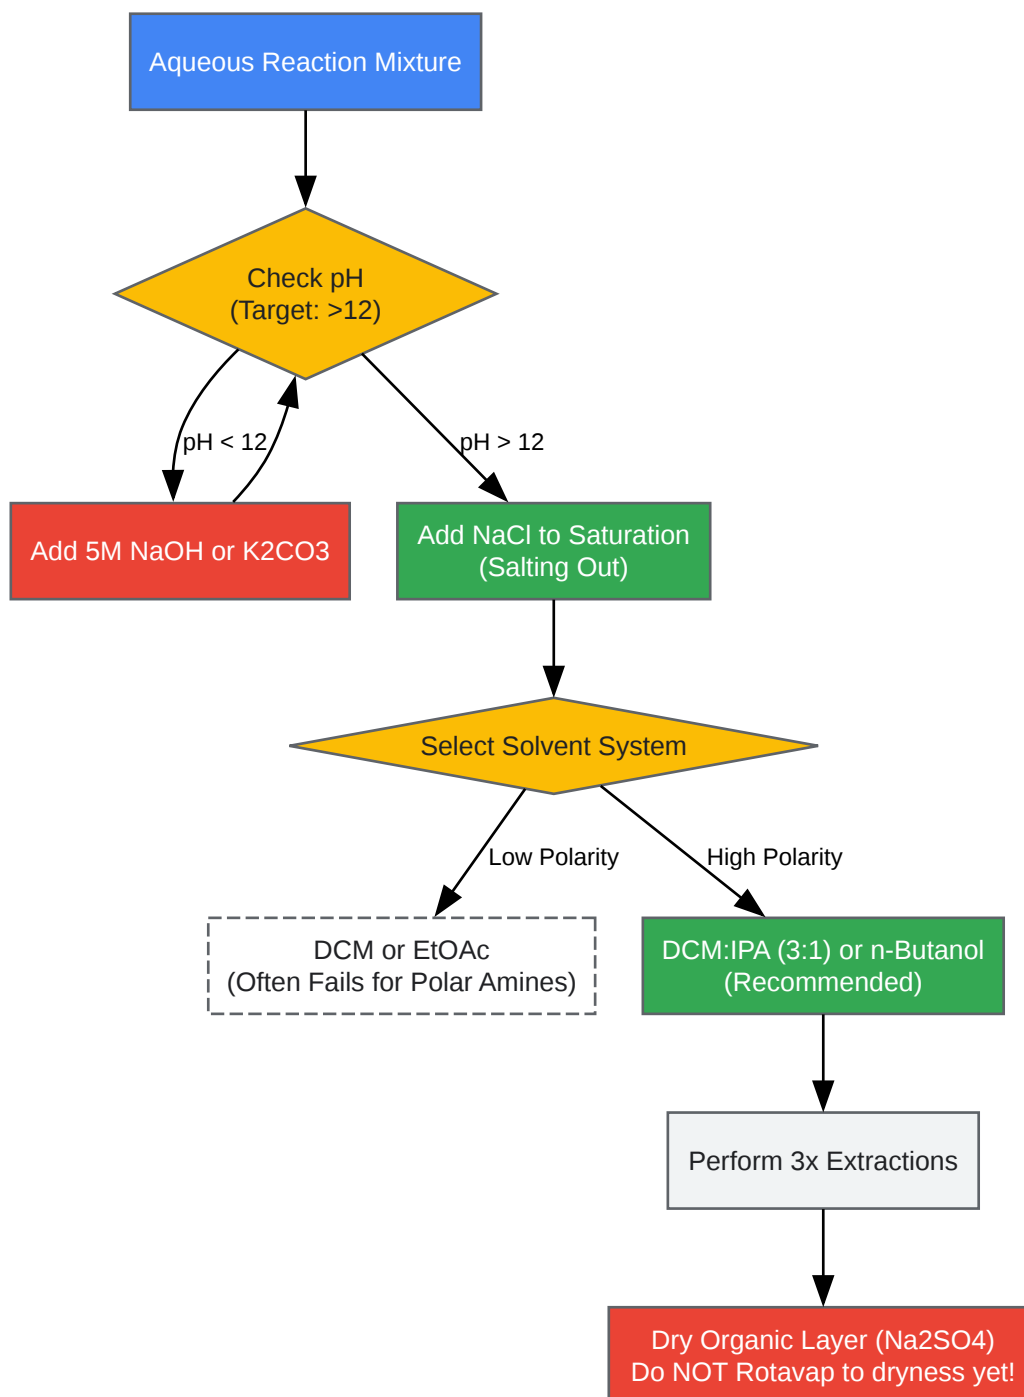 Aqueous Reaction Mixture
Check pH
(Target: >12)
pH < 12
pH > 12
Add 5M NaOH or K2CO3
Add NaCl to Saturation
(Salting Out)
Select Solvent System
Low Polarity
High Polarity
DCM or EtOAc
(Often Fails for Polar Amines)
DCM:IPA (3:1) or n-Butanol
(Recommended)
Perform 3x Extractions
Dry Organic Layer (Na2SO4)
Do NOT Rotavap to dryness yet!